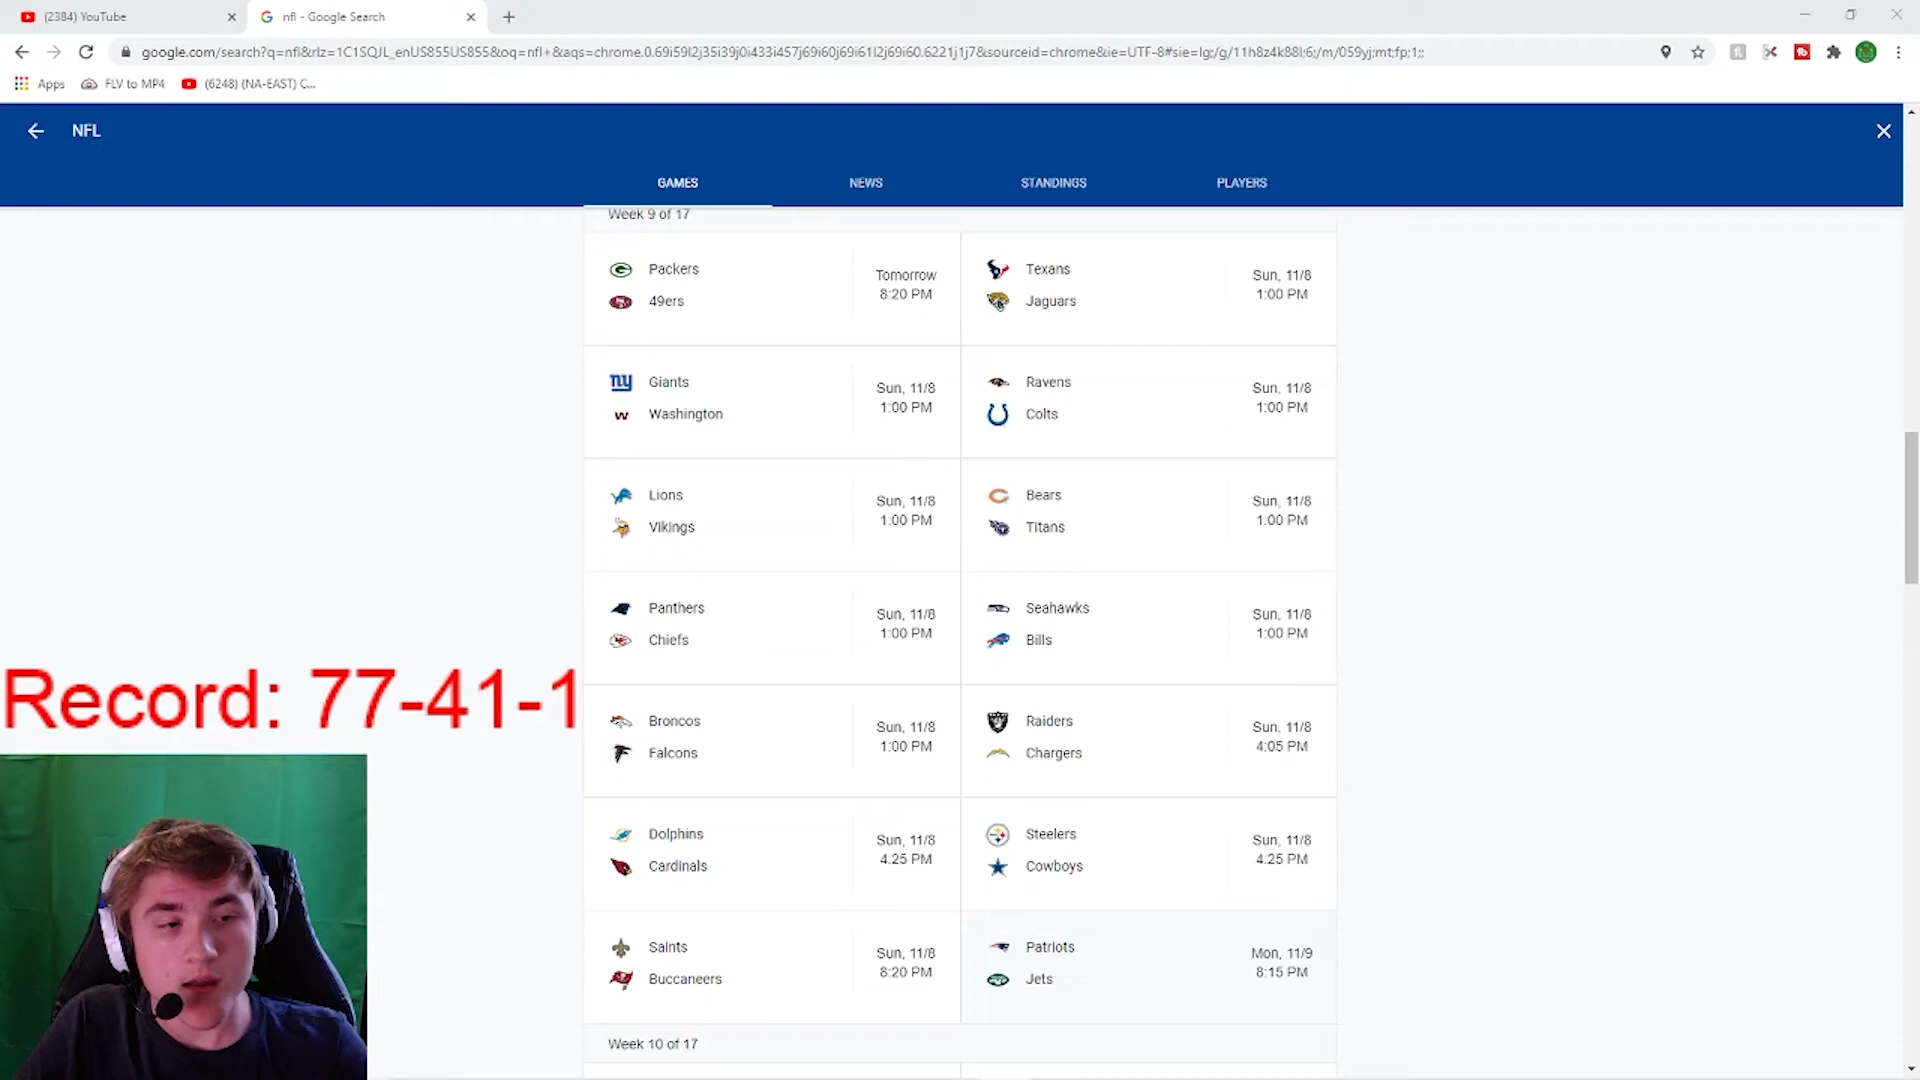 (2384) YouTube
nfl - Google Search
google.com/search?q=nfl&rlz=1C1SQJL_enUS855US855&oq=nfl+&aqs=chrome.0.69i59l2j35i39j0i433i457j69i60j69i61l2j69i60.6221j1j7&sourceid=chrome&ie=UTF-8#sie=lg;/g/11h8z4k88l;6;/m/059yj;mt;fp;1;;
Apps
FLV to MP4
(6248) (NA-EAST) C...
NFL
GAMES
NEWS
STANDINGS
PLAYERS
Week 9 of 17
Packers
49ers
Tomorrow
8:20 PM
Texans
Jaguars
Sun, 11/8
1:00 PM
Giants
Washington
Sun, 11/8
1:00 PM
Ravens
Colts
Sun, 11/8
1:00 PM
Lions
Vikings
Sun, 11/8
1:00 PM
Bears
Titans
Sun, 11/8
1:00 PM
Panthers
Chiefs
Sun, 11/8
1:00 PM
Seahawks
Bills
Sun, 11/8
1:00 PM
Record: 77-41-1
Broncos
Falcons
Sun, 11/8
1:00 PM
Raiders
Chargers
Sun, 11/8
4:05 PM
Dolphins
Cardinals
Sun, 11/8
4:25 PM
Steelers
Cowboys
Sun, 11/8
4:25 PM
Saints
Buccaneers
Sun, 11/8
8:20 PM
Patriots
Jets
Mon, 11/9
8:15 PM
Week 10 of 17